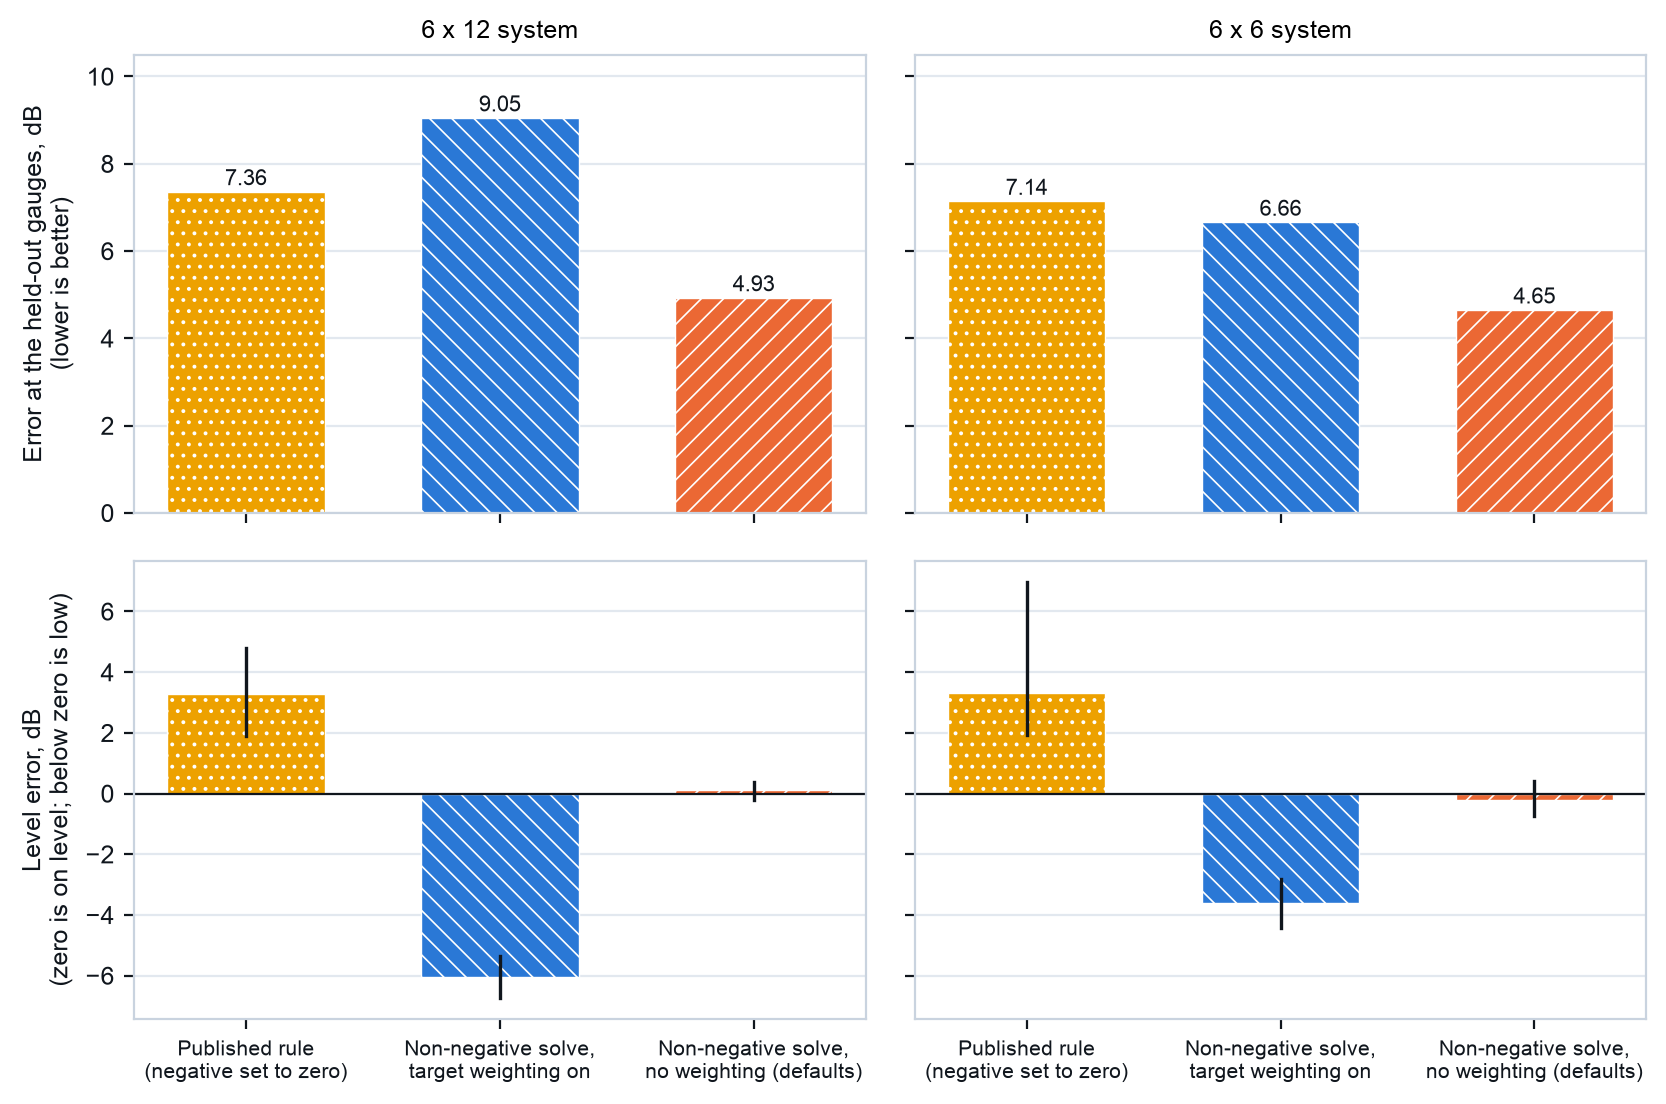 6 x 12 system
6 x 6 system
Error at the held-out gauges, dB
(lower is better)
10
8
6
4
2
0
7.36
9.05
4.93
7.14
6.66
4.65
Level error, dB
(zero is on level; below zero is low)
6
4
2
0
−2
−4
−6
Published rule
(negative set to zero)
Non-negative solve,
target weighting on
Non-negative solve,
no weighting (defaults)
Published rule
(negative set to zero)
Non-negative solve,
target weighting on
Non-negative solve,
no weighting (defaults)